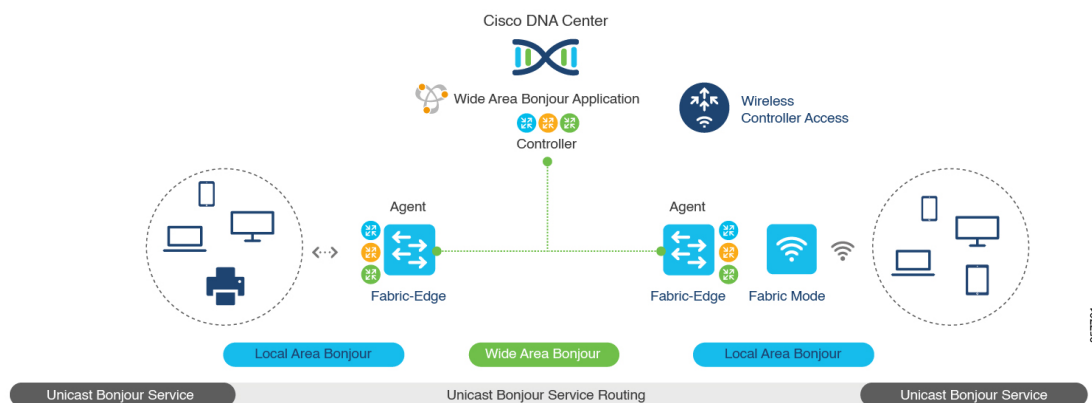 Cisco DNA Center
Wide Area Bonjour Application
Controller
Wireless
Controller Access
Agent
Agent
Fabric-Edge
Fabric-Edge
Fabric Mode
Local Area Bonjour
Wide Area Bonjour
Local Area Bonjour
Unicast Bonjour Service
Unicast Bonjour Service Routing
Unicast Bonjour Service